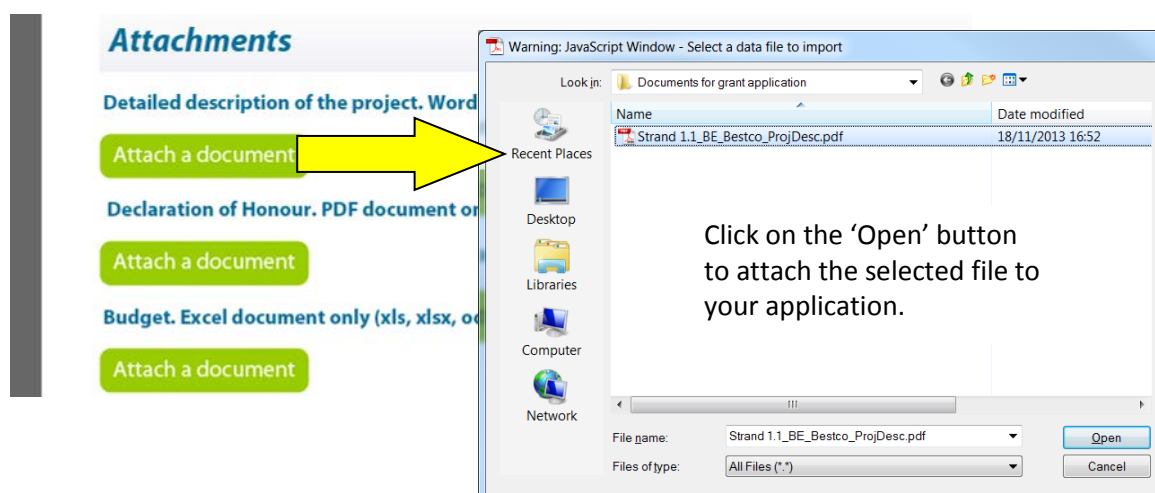 Attachments
Detailed description of the project. Word
Attach a document
Declaration of Honour. PDF document
Attach a document
Budget. Excel document only (xls, xlsx,
Attach a document
Warning: JavaScript Window - Select a data file to import
Look in:
Documents for grant application
Name
Date modified
Strand 1.1_BE_Bestco_ProjDesc.pdf
18/11/2013 16:52
Recent Places
Desktop
Libraries
Computer
Network
Click on the ‘Open’ button
to attach the selected file to
your application.
File name:
Strand 1.1_BE_Bestco_ProjDesc.pdf
Open
Files of type:
All Files (*.*)
Cancel